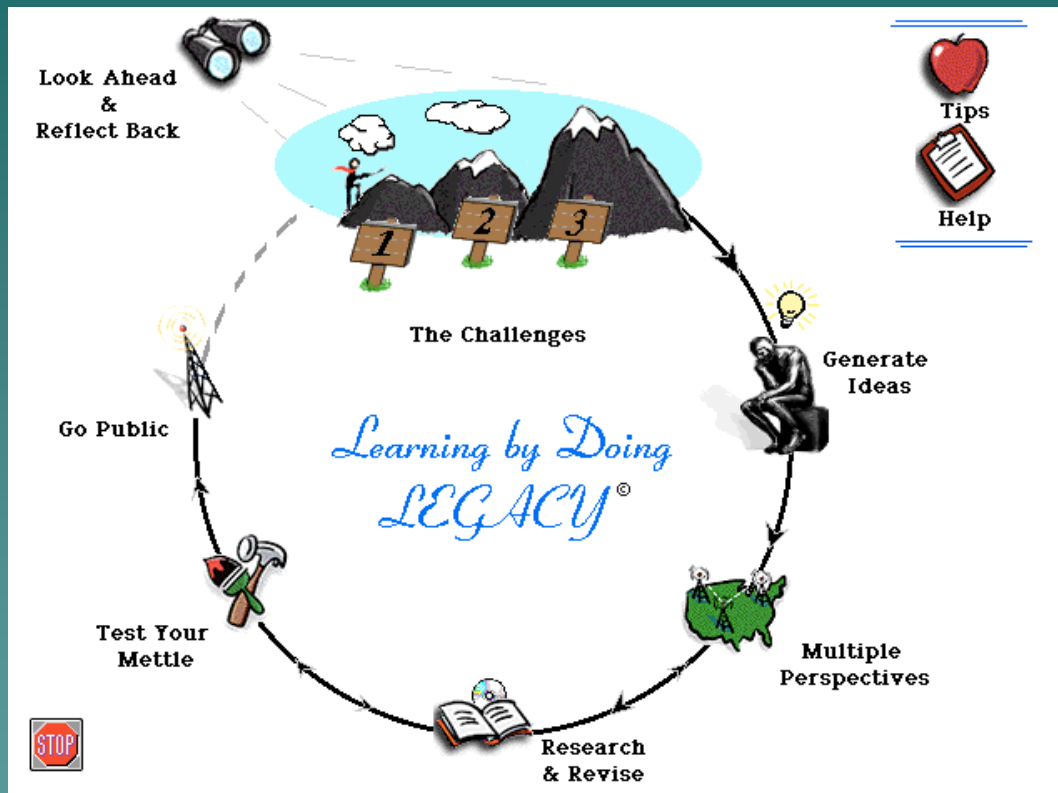 Look Ahead
&
Reflect Back
Tips
Help
1
2
3
The Challenges
Generate
Ideas
Go Public
Learning by Doing
LEGACY ©
Test Your
Mettle
Multiple
Perspectives
Research
& Revise
STOP